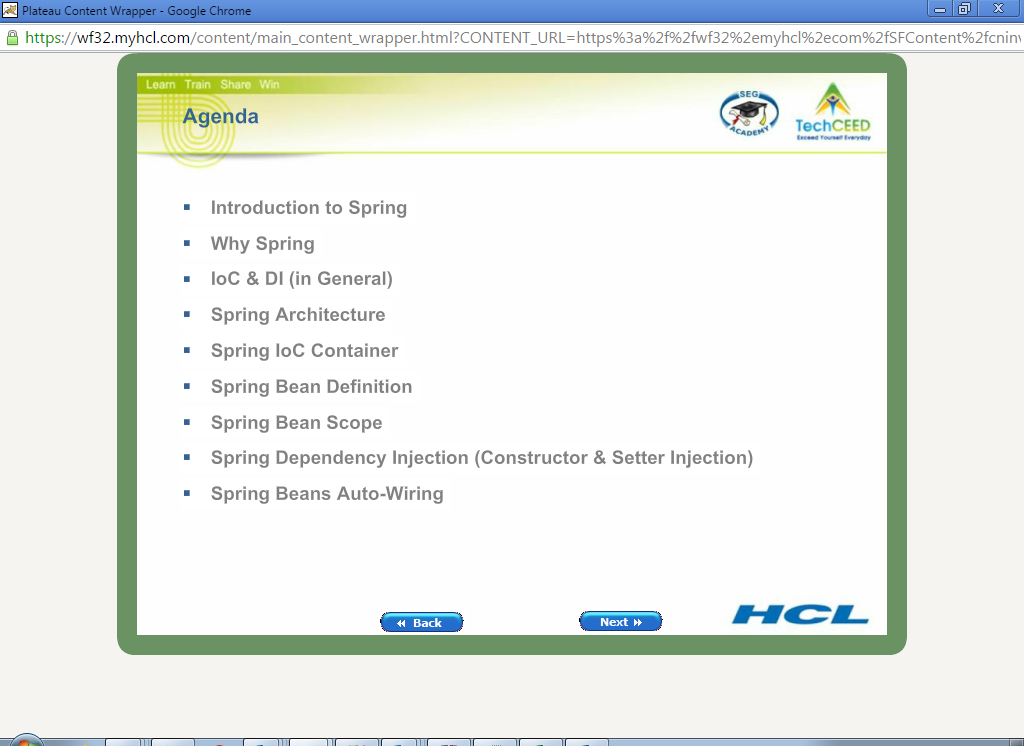 Plateau Content Wrapper - Google Chrome
https://wf32.myhcl.com/content/main_content_wrapper.html?CONTENT_URL=https%3a%2f%2fwf32%2emyhcl%2ecom%2fSFContent%2fcninv
Learn Train Share Win
Agenda
SEG
ACADEMY
TechCEED
Exceed Yourself Everyday
Introduction to Spring
Why Spring
IoC & DI (in General)
Spring Architecture
Spring IoC Container
Spring Bean Definition
Spring Bean Scope
Spring Dependency Injection (Constructor & Setter Injection)
Spring Beans Auto-Wiring
Back
Next
HCL